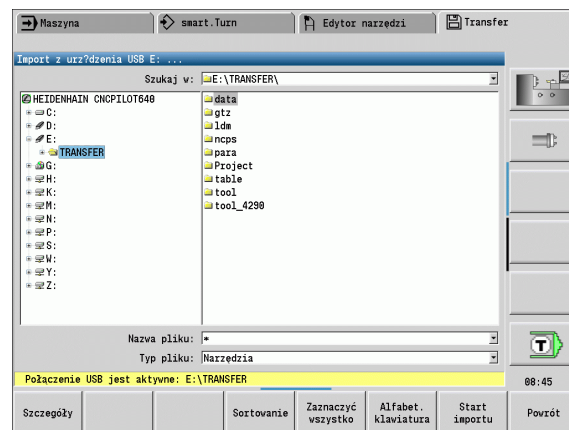 Maszyna
smart.Turn
Edytor narzędzi
Transfer
Import z urz?dzenia USB E: ...
Szukaj w: E:\TRANSFER\
HEIDENHAIN CNCPILOT640
C:
D:
E:
TRANSFER
G:
H:
K:
M:
N:
P:
S:
W:
Y:
Z:
data
gtz
ldm
ncps
para
Project
table
tool
tool_4290
Nazwa pliku: *
Typ pliku: Narzędzia
Połączenie USB jest aktywne: E:\TRANSFER
T
08:45
Szczegóły
Sortowanie
Zaznaczyć
wszystko
Alfabet.
klawiatura
Start
importu
Powrót